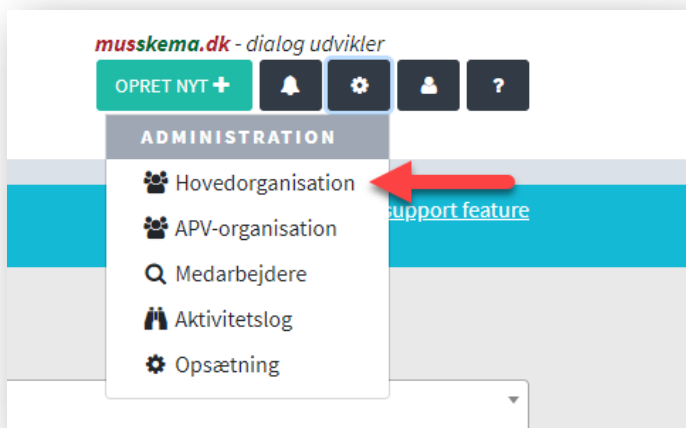 musskema.dk - dialog udvikler
OPRET NYT
?
ADMINISTRATION
Hovedorganisation
support feature
APV-organisation
Medarbejdere
Aktivitetslog
Opsætning